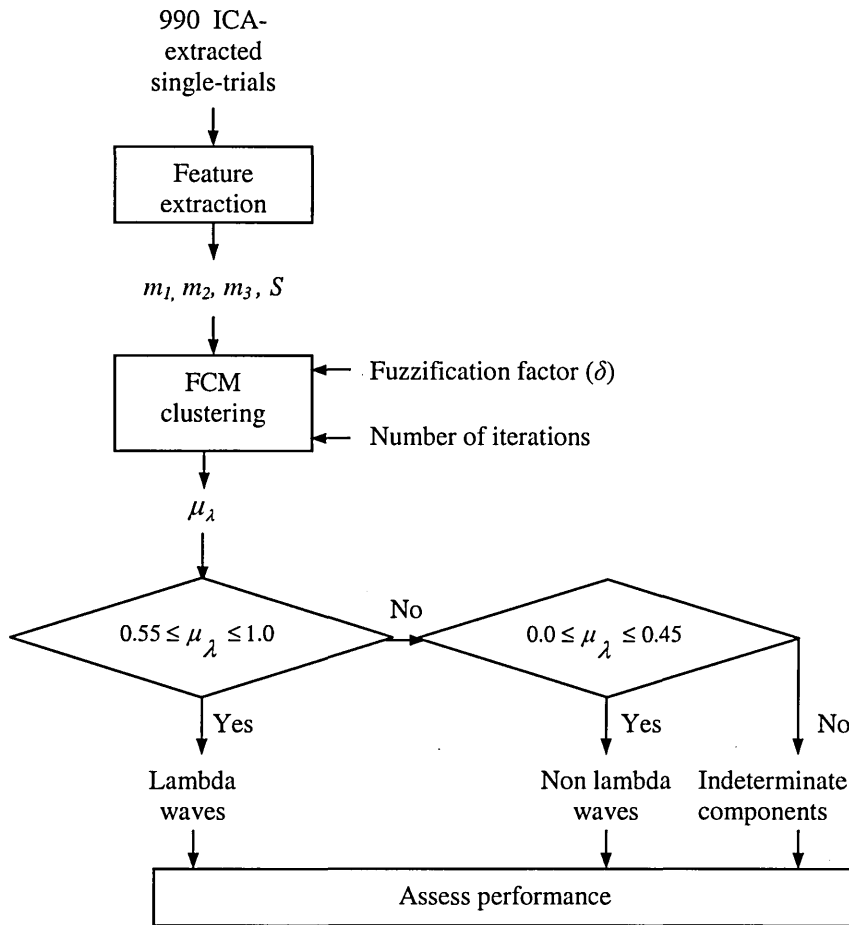 990 ICA-
extracted
single-trials
Feature
extraction
m1, m2, m3, S
FCM
clustering
Fuzzification factor (δ)
Number of iterations
μλ
0.55 ≤ μλ ≤ 1.0
No
0.0 ≤ μλ ≤ 0.45
Yes
Yes
No
Lambda
waves
Non lambda
waves
Indeterminate
components
Assess performance